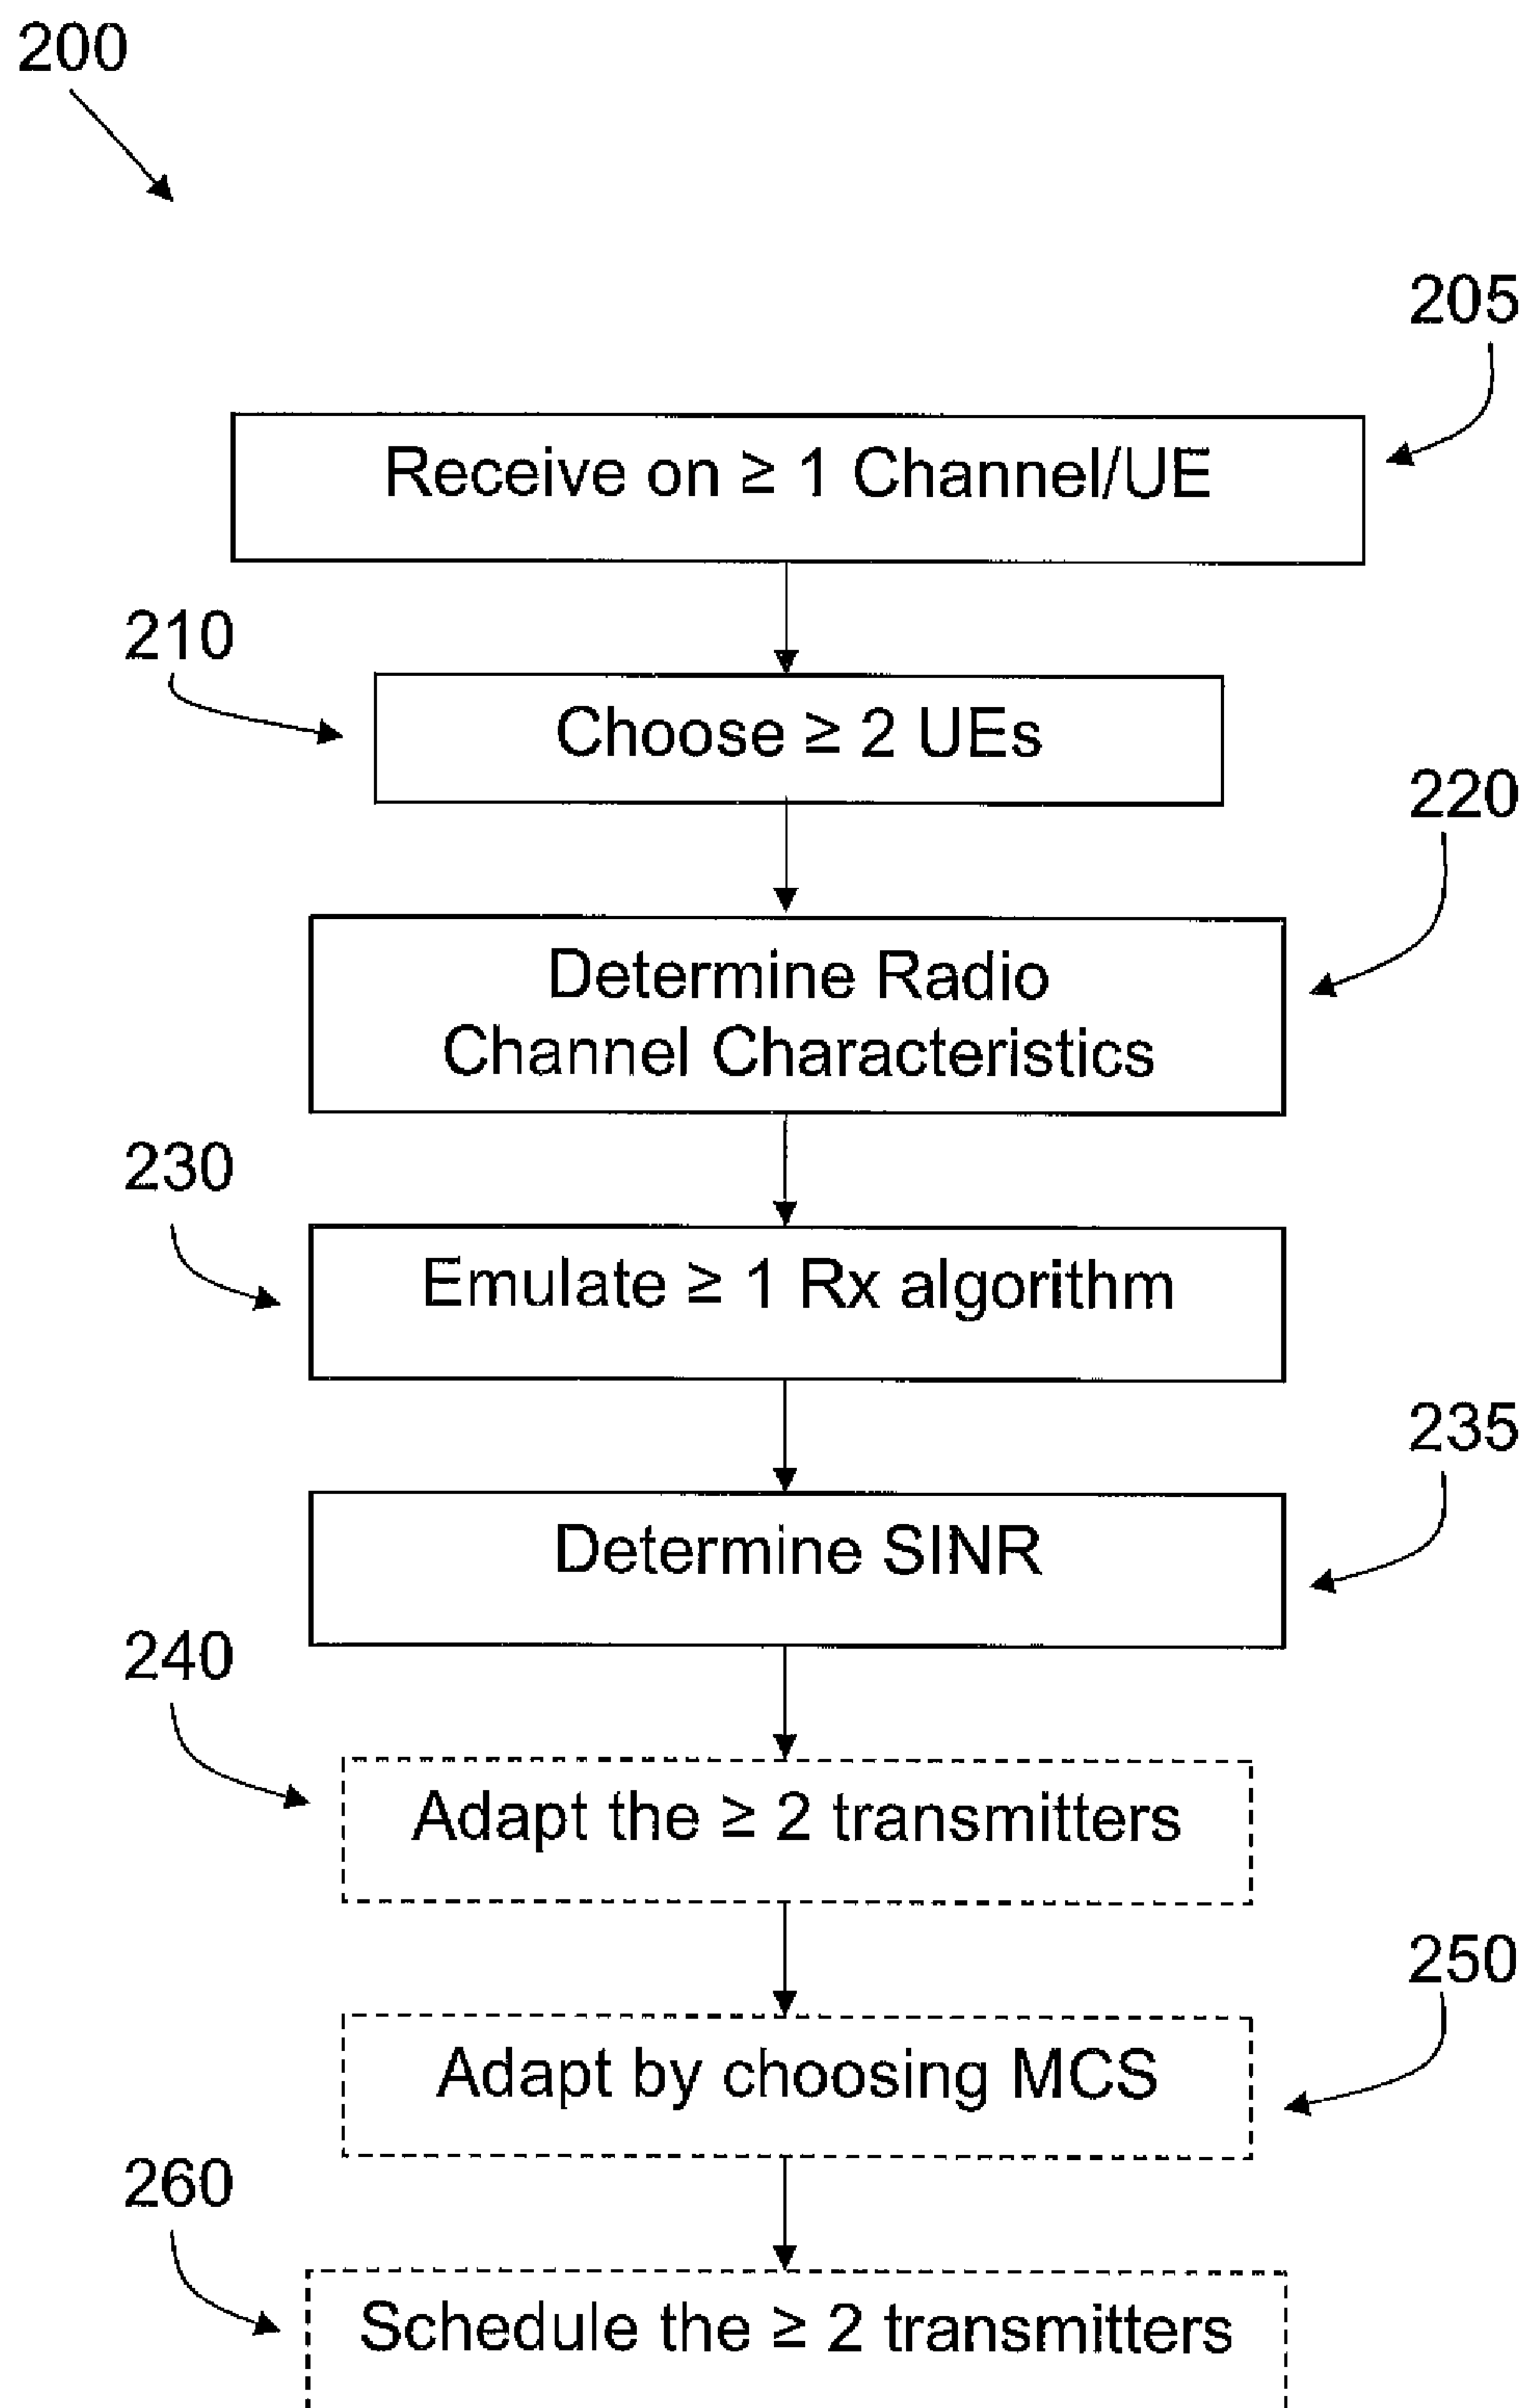 200
205
Receive on ≥ 1 Channel/UE
210
Choose ≥ 2 UEs
220
Determine Radio
Channel Characteristics
230
Emulate ≥ 1 Rx algorithm
235
Determine SINR
240
Adapt the ≥ 2 transmitters
250
Adapt by choosing MCS
260
Schedule the ≥ 2 transmitters